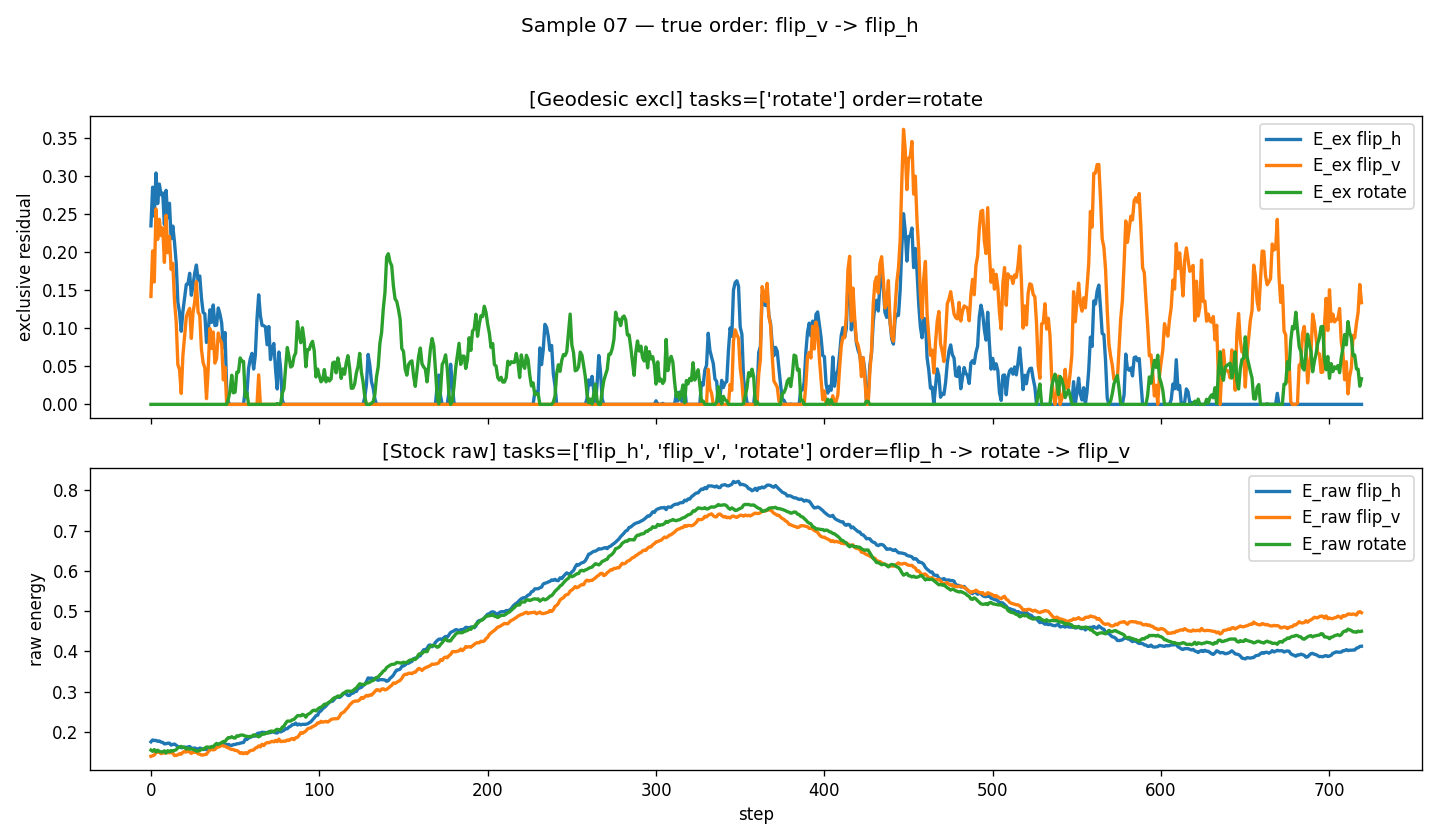 Sample 07 — true order: flip_v -> flip_h
[Geodesic excl] tasks=['rotate'] order=rotate
exclusive residual
0.35
0.30
0.25
0.20
0.15
0.10
0.05
0.00
E_ex flip_h
E_ex flip_v
E_ex rotate
[Stock raw] tasks=['flip_h', 'flip_v', 'rotate'] order=flip_h -> rotate -> flip_v
raw energy
0.8
0.7
0.6
0.5
0.4
0.3
0.2
E_raw flip_h
E_raw flip_v
E_raw rotate
0 100 200 300 400 500 600 700
step